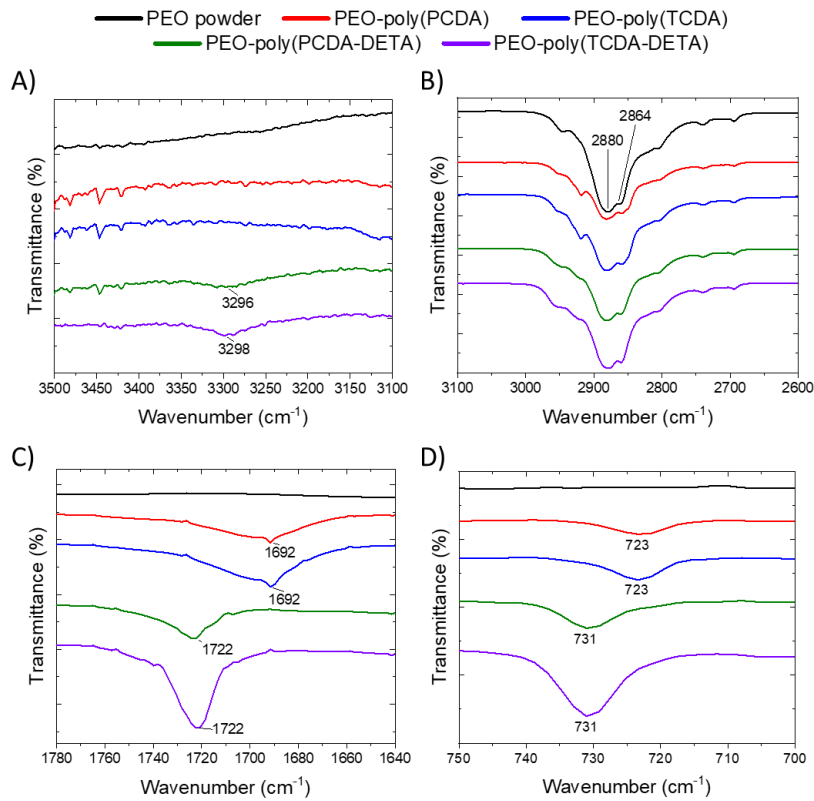 PEO powder PEO-poly(PCDA) PEO-poly(TCDA)
PEO-poly(PCDA-DETA) PEO-poly(TCDA-DETA)
A)
Transmittance (%)
3296
3298
3500 3450 3400 3350 3300 3250 3200 3150 3100
Wavenumber (cm⁻¹)
B)
Transmittance (%)
2864
2880
3100 3000 2900 2800 2700 2600
Wavenumber (cm⁻¹)
C)
Transmittance (%)
1692
1692
1722
1722
1780 1760 1740 1720 1700 1680 1660 1640
Wavenumber (cm⁻¹)
D)
Transmittance (%)
723
723
731
731
750 740 730 720 710 700
Wavenumber (cm⁻¹)